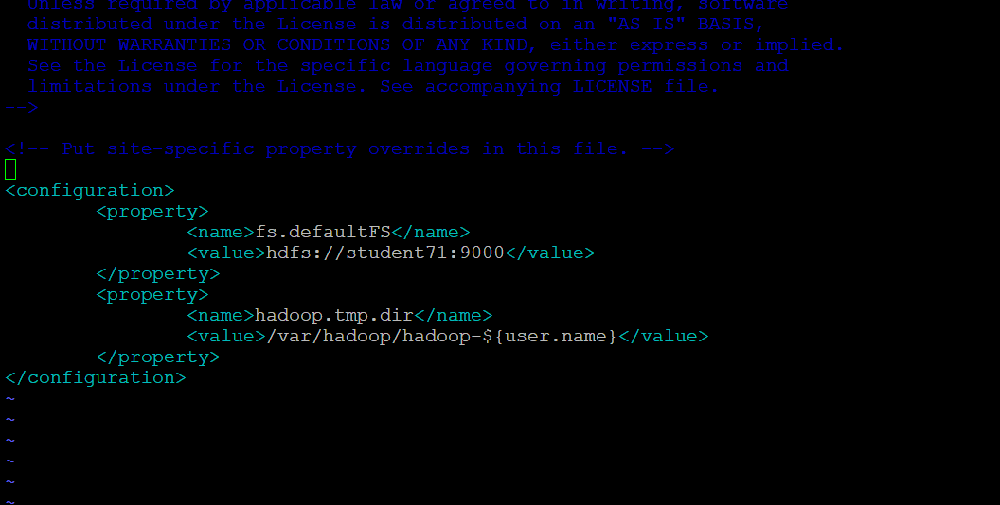 Unless required by applicable law or agreed to in writing, software
distributed under the License is distributed on an "AS IS" BASIS,
WITHOUT WARRANTIES OR CONDITIONS OF ANY KIND, either express or implied.
See the License for the specific language governing permissions and
limitations under the License. See accompanying LICENSE file.
-->
<!-- Put site-specific property overrides in this file. -->
<configuration>
<property>
<name>fs.defaultFS</name>
<value>hdfs://student71:9000</value>
</property>
<property>
<name>hadoop.tmp.dir</name>
<value>/var/hadoop/hadoop-${user.name}</value>
</property>
</configuration>
~
~
~
~
~
~